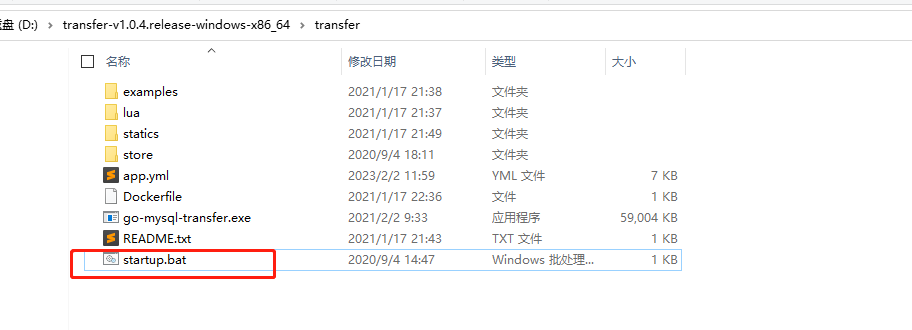 盘 (D:) › transfer-v1.0.4.release-windows-x86_64 › transfer
名称 修改日期 类型 大小
examples 2021/1/17 21:38 文件夹
lua 2021/1/17 21:37 文件夹
statics 2021/1/17 21:49 文件夹
store 2020/9/4 18:11 文件夹
app.yml 2023/2/2 11:59 YML 文件 7 KB
Dockerfile 2021/1/17 22:36 文件 1 KB
go-mysql-transfer.exe 2021/2/2 9:33 应用程序 59,004 KB
README.txt 2021/1/17 21:43 TXT 文件 1 KB
startup.bat 2020/9/4 14:47 Windows 批处理... 1 KB